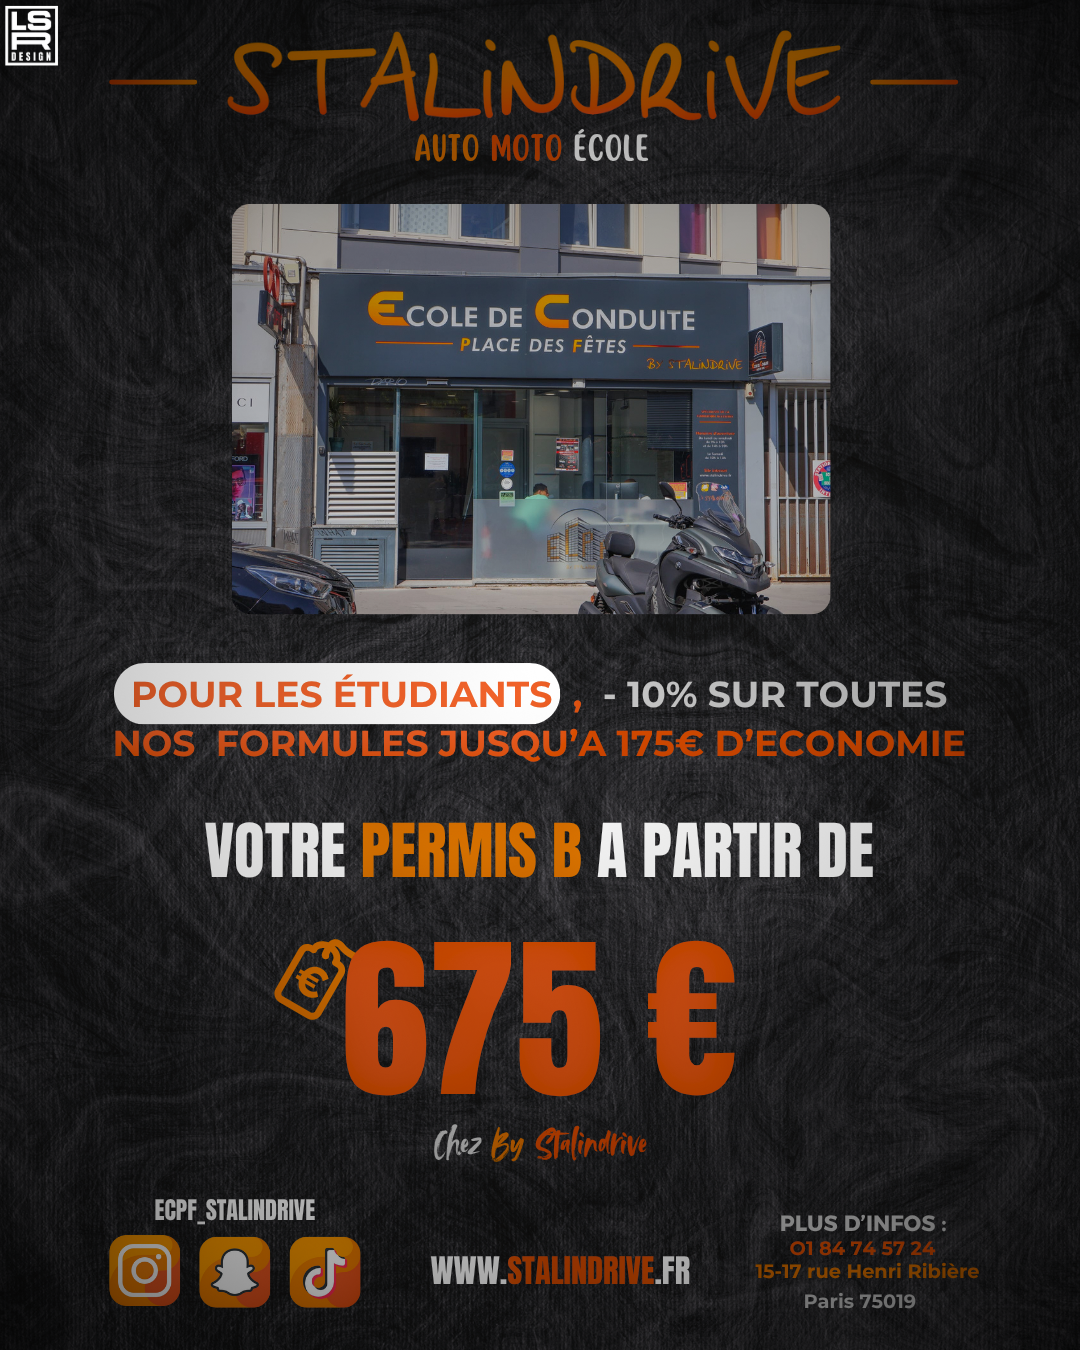 LS
R
DESIGN
STALiNDRiVE
AUTO MOTO ÉCOLE
ECOLE DE CONDUITE
PLACE DES FÊTES
BY STALiNDRiVE
CI
POUR LES ÉTUDIANTS , - 10% SUR TOUTES
NOS FORMULES JUSQU’A 175€ D’ECONOMIE
VOTRE PERMIS B A PARTIR DE
€
675 €
Chez By Stalindrive
ECPF_STALINDRIVE
WWW.STALINDRIVE.FR
PLUS D’INFOS :
01 84 74 57 24
15-17 rue Henri Ribière
Paris 75019